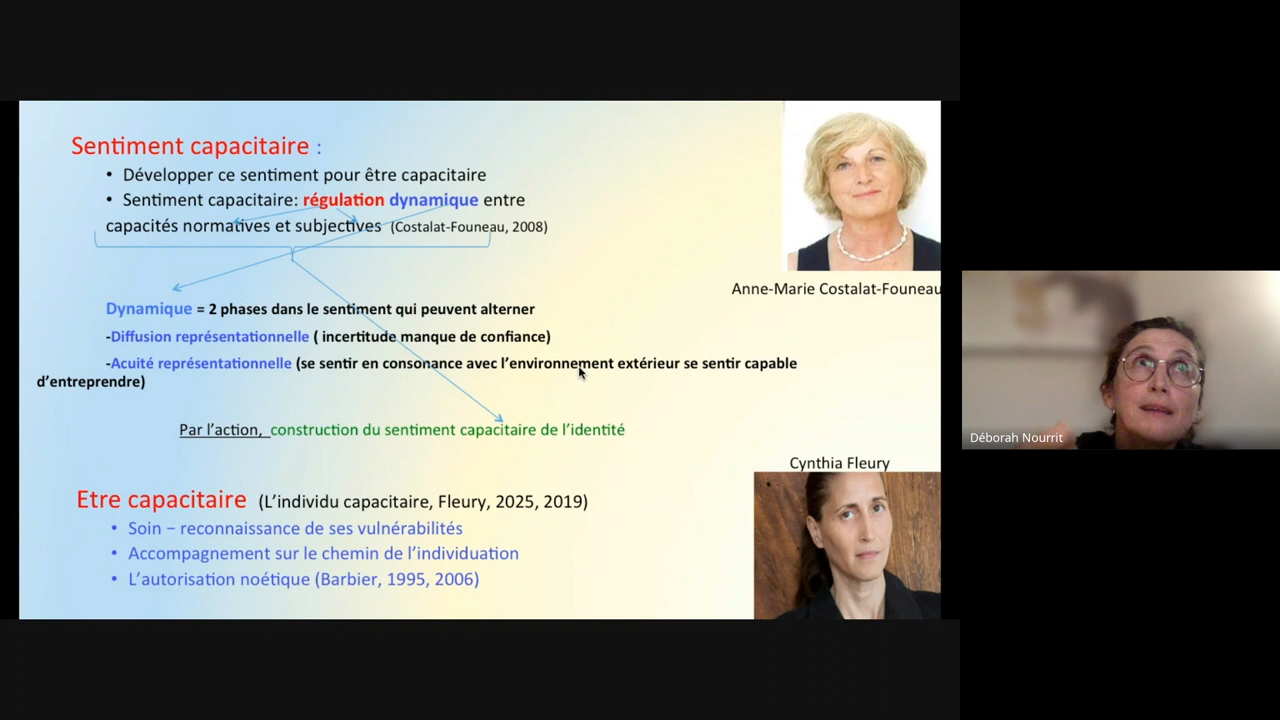 Sentiment capacitaire :
• Développer ce sentiment pour être capacitaire
• Sentiment capacitaire: régulation dynamique entre
capacités normatives et subjectives (Costalat-Founeau, 2008)
Anne-Marie Costalat-Founeau
Dynamique = 2 phases dans le sentiment qui peuvent alterner
-Diffusion représentationnelle ( incertitude manque de confiance)
-Acuité représentationnelle (se sentir en consonance avec l'environnement extérieur se sentir capable
d'entreprendre)
Par l'action, construction du sentiment capacitaire de l'identité
Déborah Nourrit
Cynthia Fleury
Etre capacitaire (L'individu capacitaire, Fleury, 2025, 2019)
• Soin – reconnaissance de ses vulnérabilités
• Accompagnement sur le chemin de l'individuation
• L'autorisation noétique (Barbier, 1995, 2006)